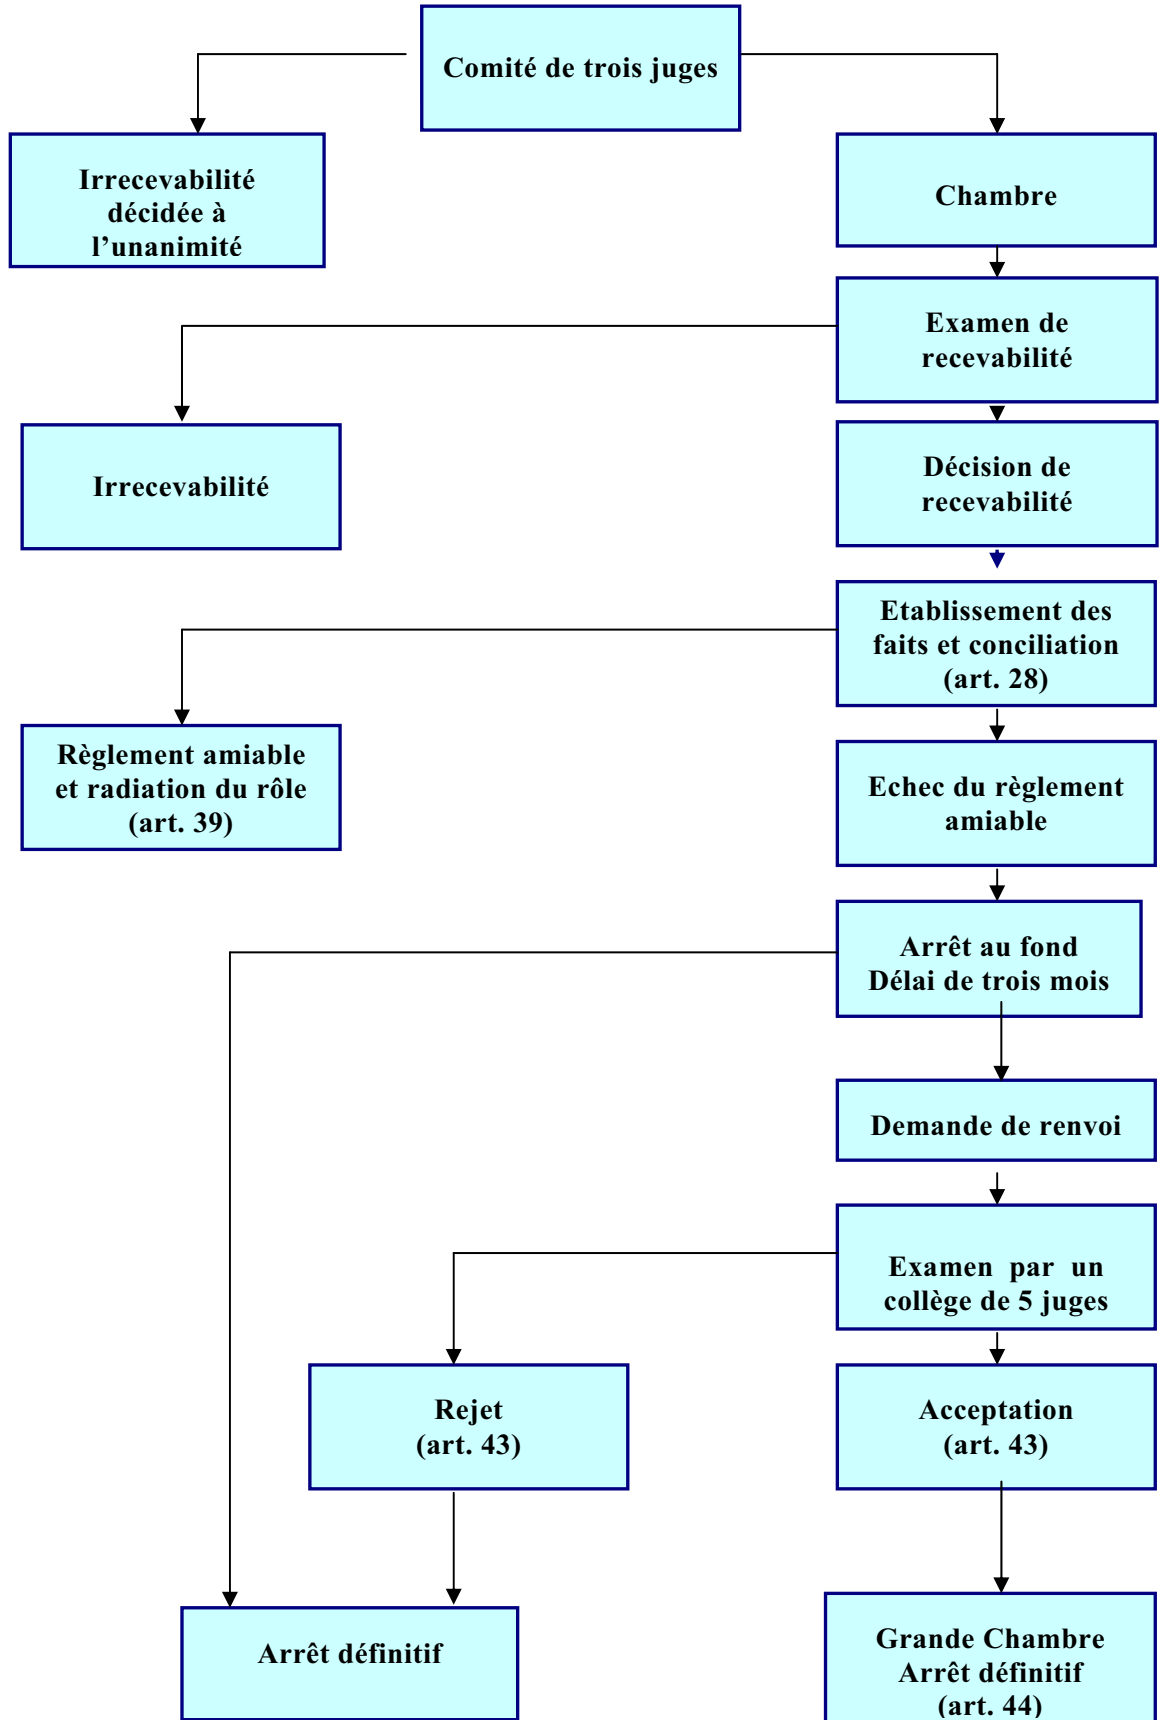 Comité de trois juges
Irrecevabilité
décidée à
l’unanimité
Chambre
Examen de
recevabilité
Irrecevabilité
Décision de
recevabilité
Etablissement des
faits et conciliation
(art. 28)
Règlement amiable
et radiation du rôle
(art. 39)
Echec du règlement
amiable
Arrêt au fond
Délai de trois mois
Demande de renvoi
Examen par un
collège de 5 juges
Rejet
(art. 43)
Acceptation
(art. 43)
Arrêt définitif
Grande Chambre
Arrêt définitif
(art. 44)